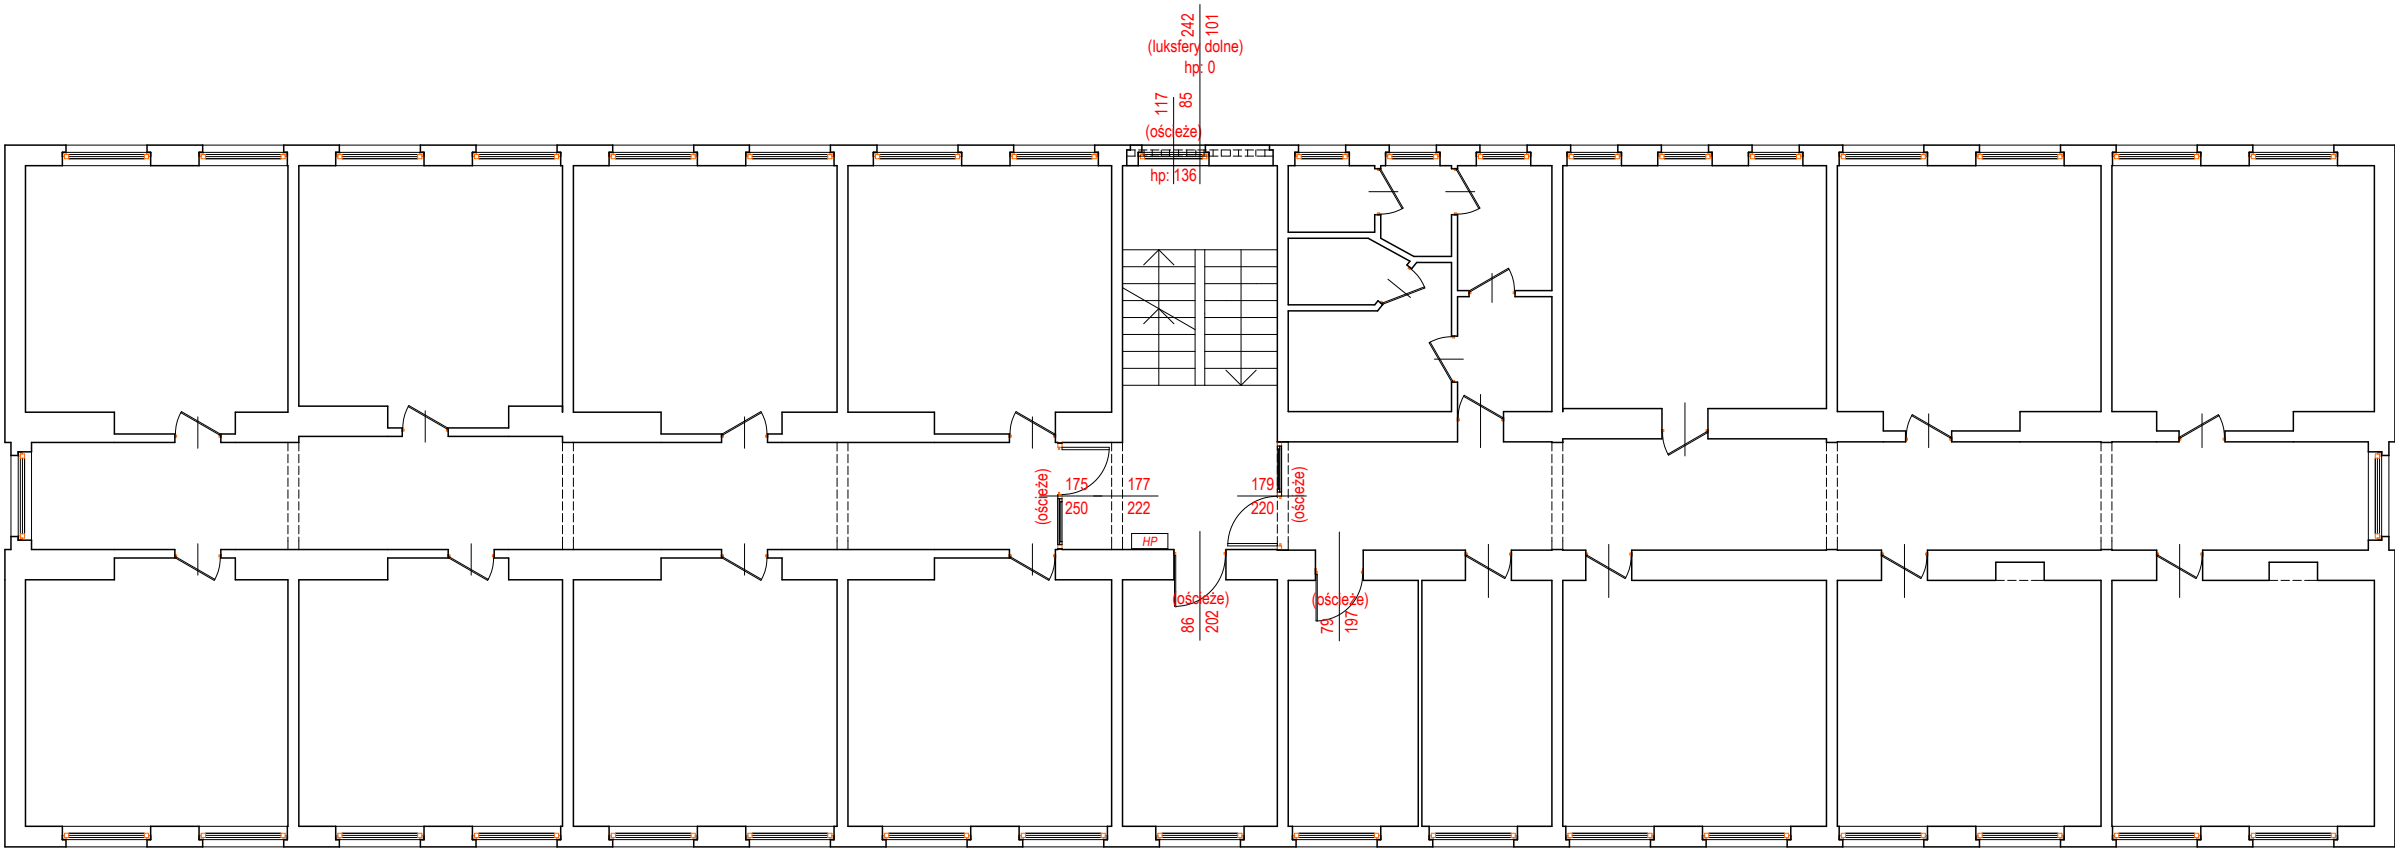 242
101
(luksfery dolne)
hp: 0
117
85
(ościeże)
hp: 136
(ościeże)
175
250
177
222
179
220
(ościeże)
HP
(ościeże)
86
202
(ościeże)
79
197